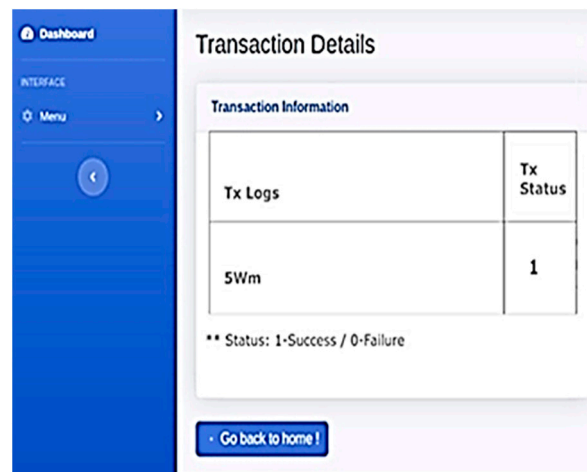 Dashboard
INTERFACE
Menu
Transaction Details
Transaction Information
Tx Logs
Tx
Status
5Wm
1
** Status: 1-Success / 0-Failure
Go back to home !